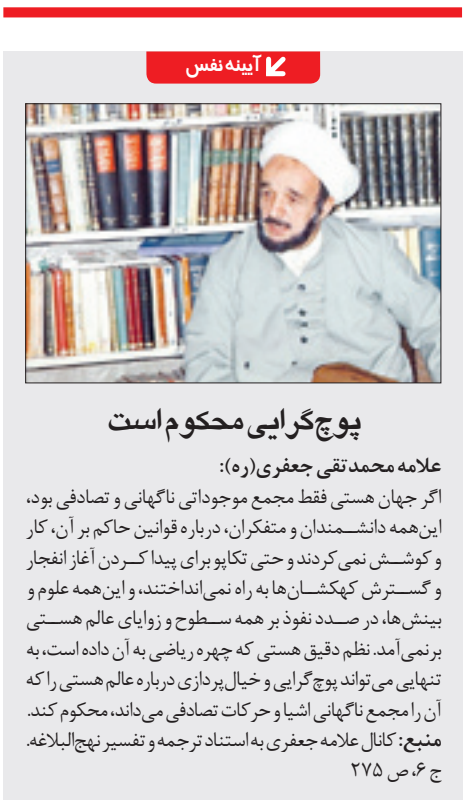 آیینه نفس
پوچ‌گرایی محکوم است
علامه محمدتقی جعفری(ره):
اگر جهان هستی فقط مجمع موجوداتی ناگهانی و تصادفی بود،
این‌همه دانشمندان و متفکران، درباره قوانین حاکم بر آن، کار
و کوشش نمی‌کردند و حتی تکاپو برای پیدا کردن آغاز انفجار
و گسترش کهکشان‌ها به راه نمی‌انداختند، و این‌همه علوم و
بینش‌ها، در صدد نفوذ بر همه سطوح و زوایای عالم هستی
برنمی‌آمد. نظم دقیق هستی که چهره ریاضی به آن داده است، به
تنهایی می‌تواند پوچ‌گرایی و خیال‌پردازی درباره عالم هستی را که
آن را مجمع ناگهانی اشیا و حرکات تصادفی می‌داند، محکوم کند.
منبع: کانال علامه جعفری به استناد ترجمه و تفسیر نهج‌البلاغه.
ج ۶، ص ۲۷۵